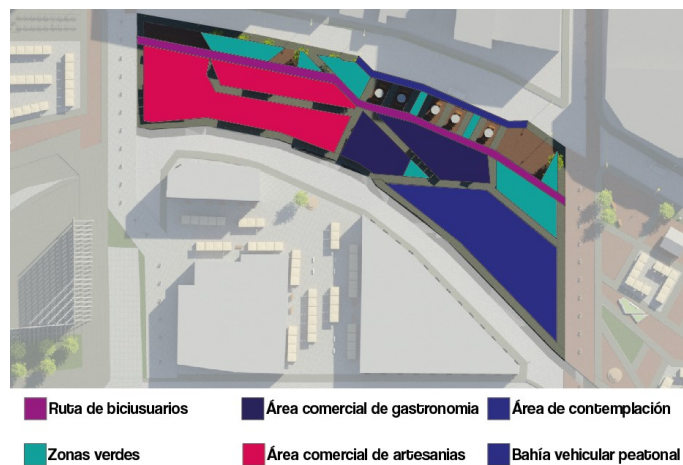 Ruta de biciusuarios
Área comercial de gastronomia
Área de contemplación
Zonas verdes
Área comercial de artesanias
Bahía vehicular peatonal